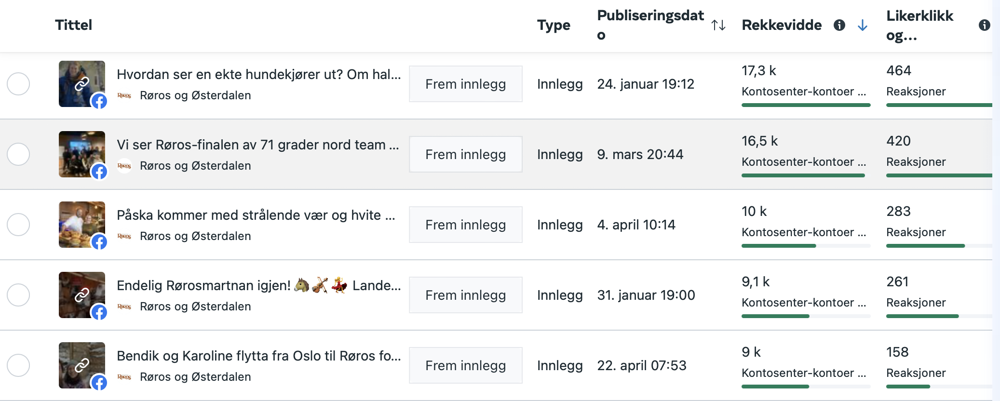 Tittel
Type
Publiseringsdat
o
Rekkevidde
Likerklikk
og...
Hvordan ser en ekte hundekjører ut? Om hal...
Røros og Østerdalen
Frem innlegg
Innlegg
24. januar 19:12
17,3 k
Kontosenter-kontoer ...
464
Reaksjoner
Vi ser Røros-finalen av 71 grader nord team ...
RØROS
Røros og Østerdalen
Frem innlegg
Innlegg
9. mars 20:44
16,5 k
Kontosenter-kontoer ...
420
Reaksjoner
Påska kommer med strålende vær og hvite ...
RØROS
Røros og Østerdalen
Frem innlegg
Innlegg
4. april 10:14
10 k
Kontosenter-kontoer ...
283
Reaksjoner
Endelig Rørosmartnan igjen! 🐴🎻💃 Lande...
RØROS
Røros og Østerdalen
Frem innlegg
Innlegg
31. januar 19:00
9,1 k
Kontosenter-kontoer ...
261
Reaksjoner
Bendik og Karoline flytta fra Oslo til Røros fo...
RØROS
Røros og Østerdalen
Frem innlegg
Innlegg
22. april 07:53
9 k
Kontosenter-kontoer ...
158
Reaksjoner